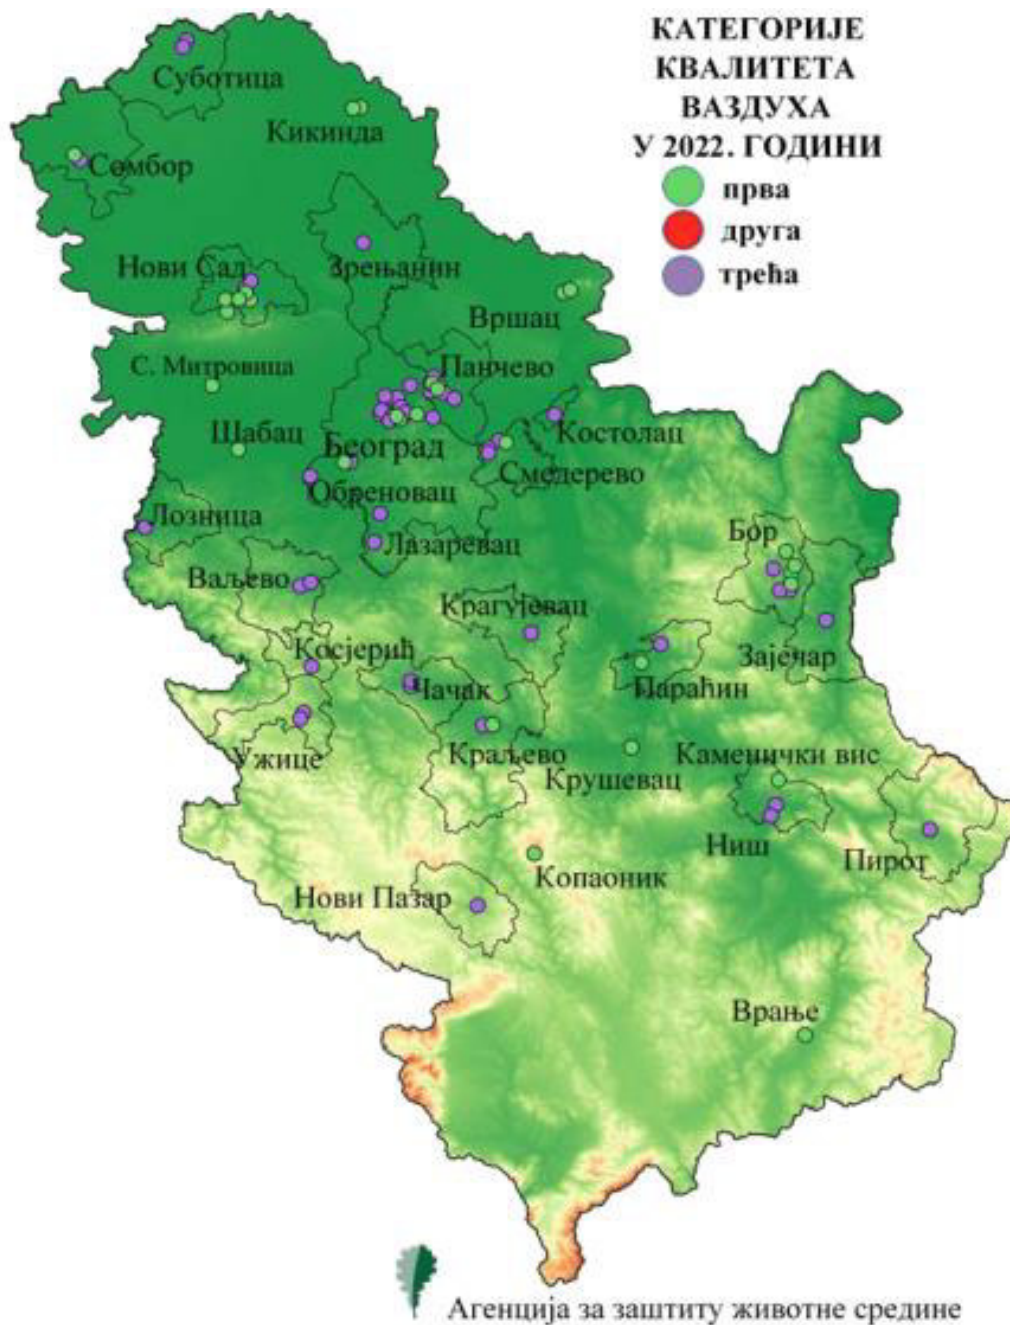 КАТЕГОРИЈЕ
КВАЛИТЕТА
ВАЗДУХА
У 2022. ГОДИНИ
прва
друга
трећа
Суботица
Кикинда
Сомбор
Нови Сад
Зрењанин
Вршац
С. Митровица
Панчево
Шабац
Београд
Костолац
Смедерево
Обреновац
Лозница
Лазаревац
Бор
Ваљево
Крагујевац
Косјерић
Зајечар
Чачак
Параћин
Ужице
Краљево
Крушевац
Каменички вис
Ниш
Пирот
Копаоник
Нови Пазар
Врање
Агенција за заштиту животне средине